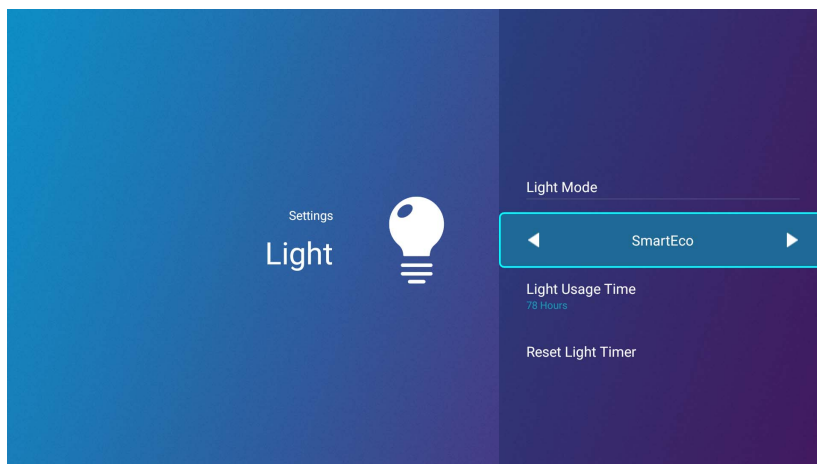 Settings
Light
Light Mode
SmartEco
Light Usage Time
78 Hours
Reset Light Timer